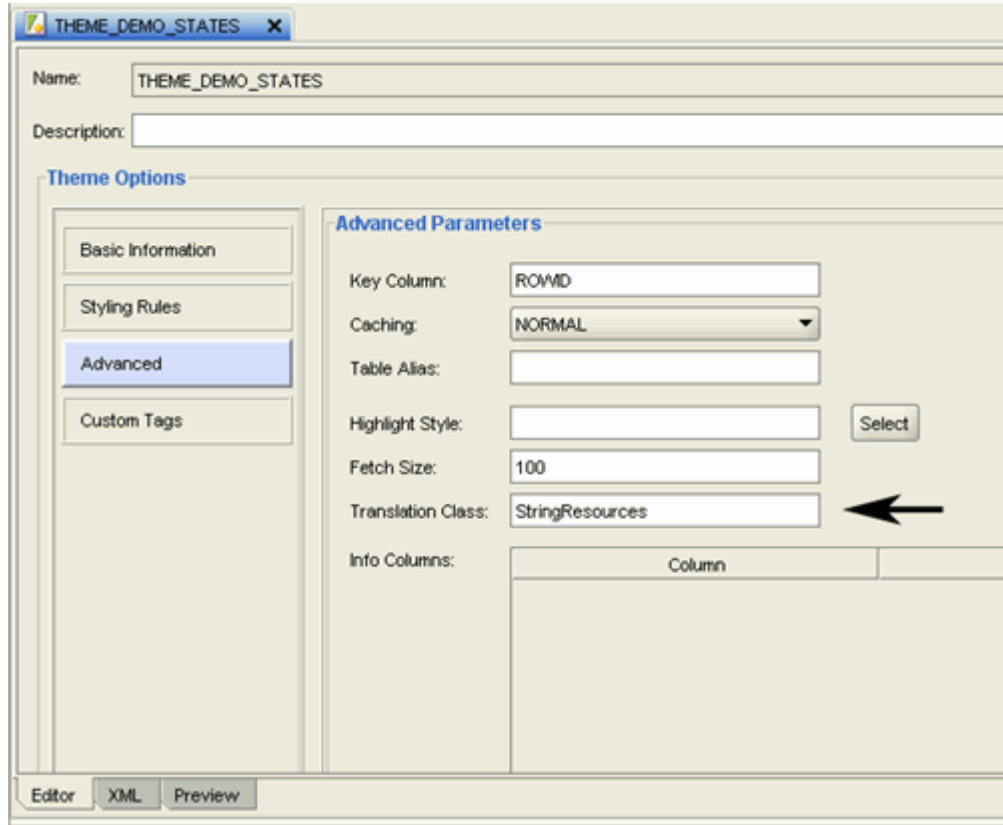 THEME_DEMO_STATES
Name: THEME_DEMO_STATES
Description:
Theme Options
Basic Information
Styling Rules
Advanced
Custom Tags
Advanced Parameters
Key Column: ROWID
Caching: NORMAL
Table Alias:
Highlight Style: Select
Fetch Size: 100
Translation Class: StringResources
Info Columns: Column
Editor XML Preview